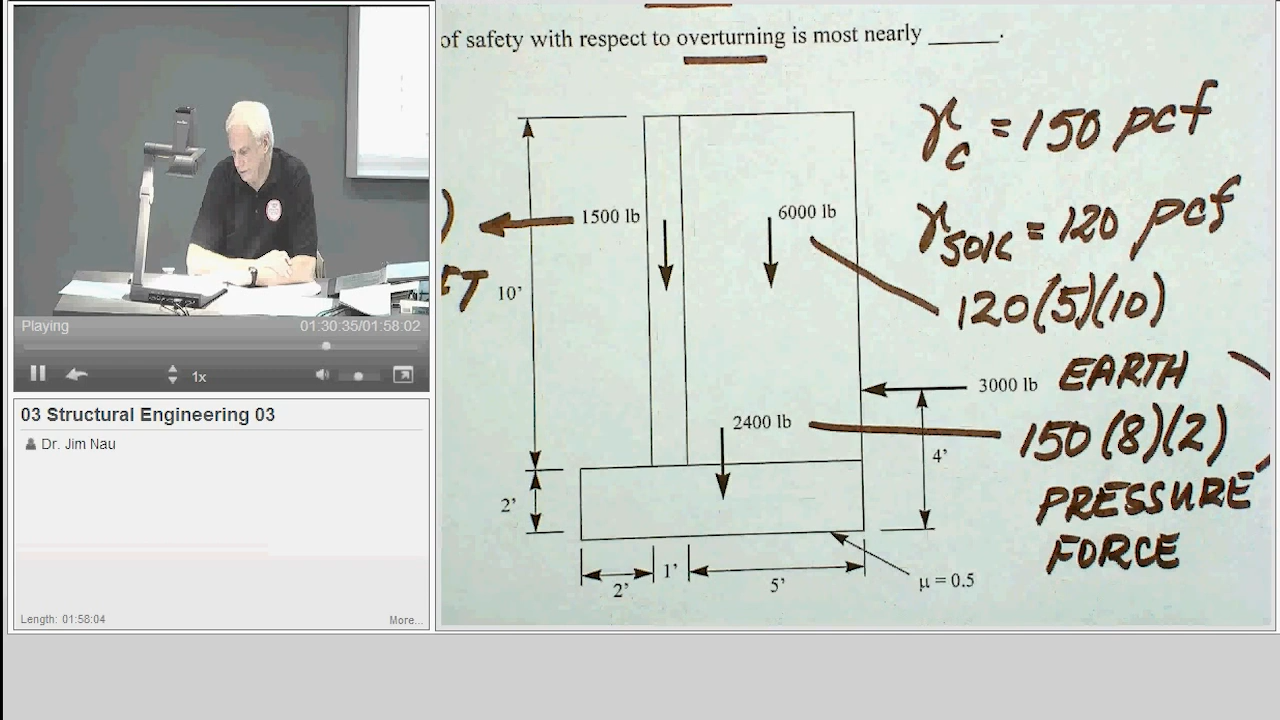 of safety with respect to overturning is most nearly ______.
γc = 150 pcf
γSOIL = 120 pcf
1500 lb
6000 lb
120(5)(10)
10'
EARTH
3000 lb
2400 lb
150(8)(2)
4'
PRESSURE
FORCE
2'
2'
1'
5'
μ = 0.5
Playing
01:30:35/01:58:02
1x
03 Structural Engineering 03
Dr. Jim Nau
Length: 01:58:04
More...